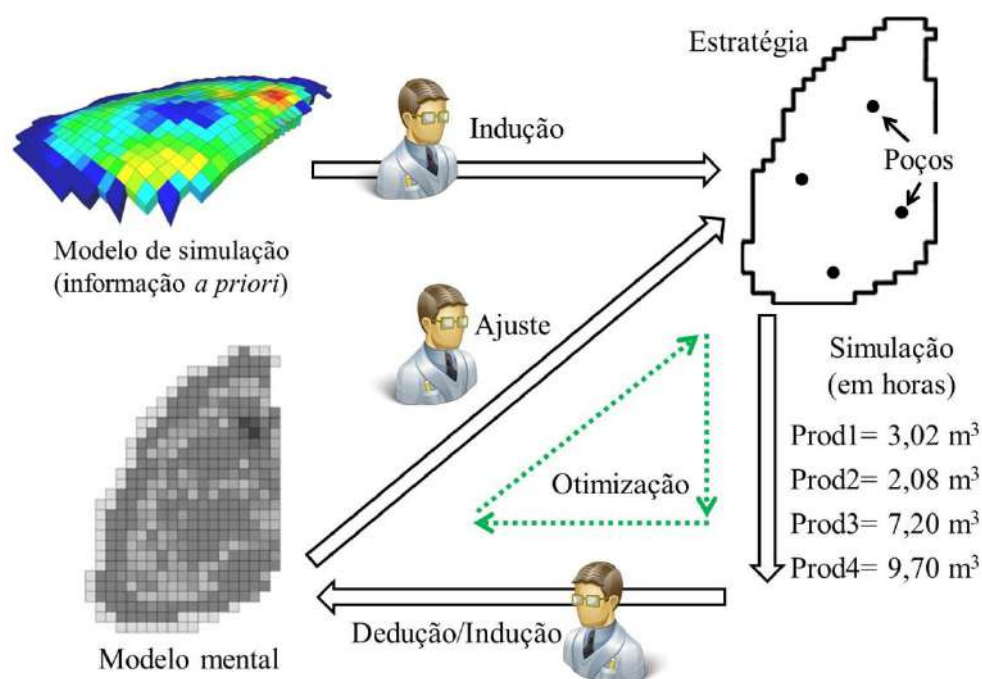 Estratégia
Indução
Poços
Modelo de simulação
(informação a priori)
Ajuste
Simulação
(em horas)
Prod1= 3,02 m³
Prod2= 2,08 m³
Prod3= 7,20 m³
Prod4= 9,70 m³
Otimização
Dedução/Indução
Modelo mental